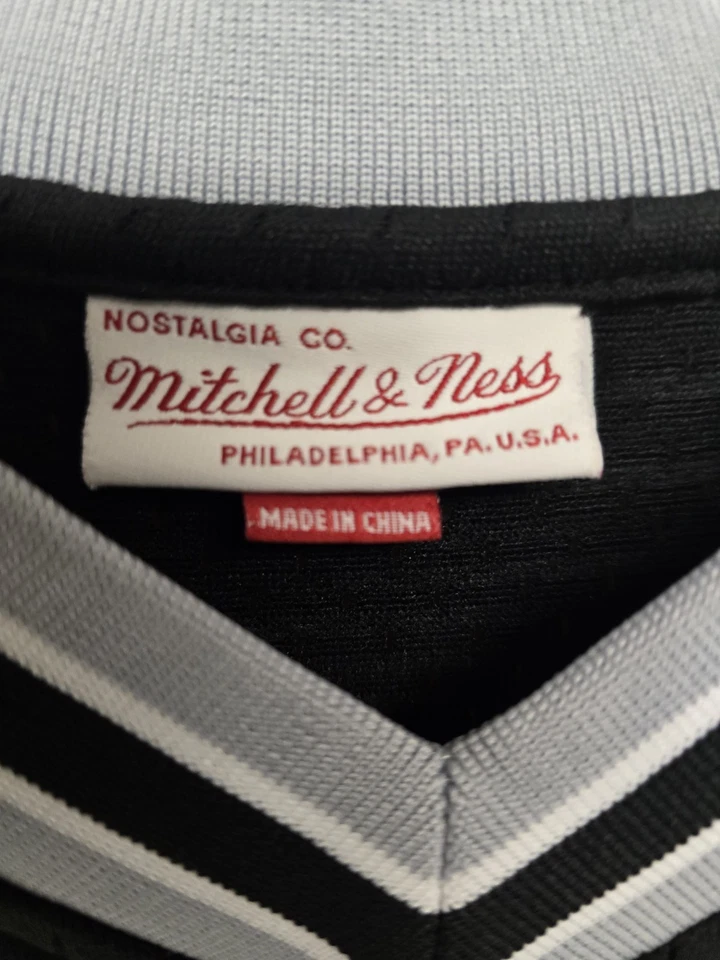 NOSTALGIA CO.
Mitchell & Ness
PHILADELPHIA, PA. U.S.A.
MADE IN CHINA